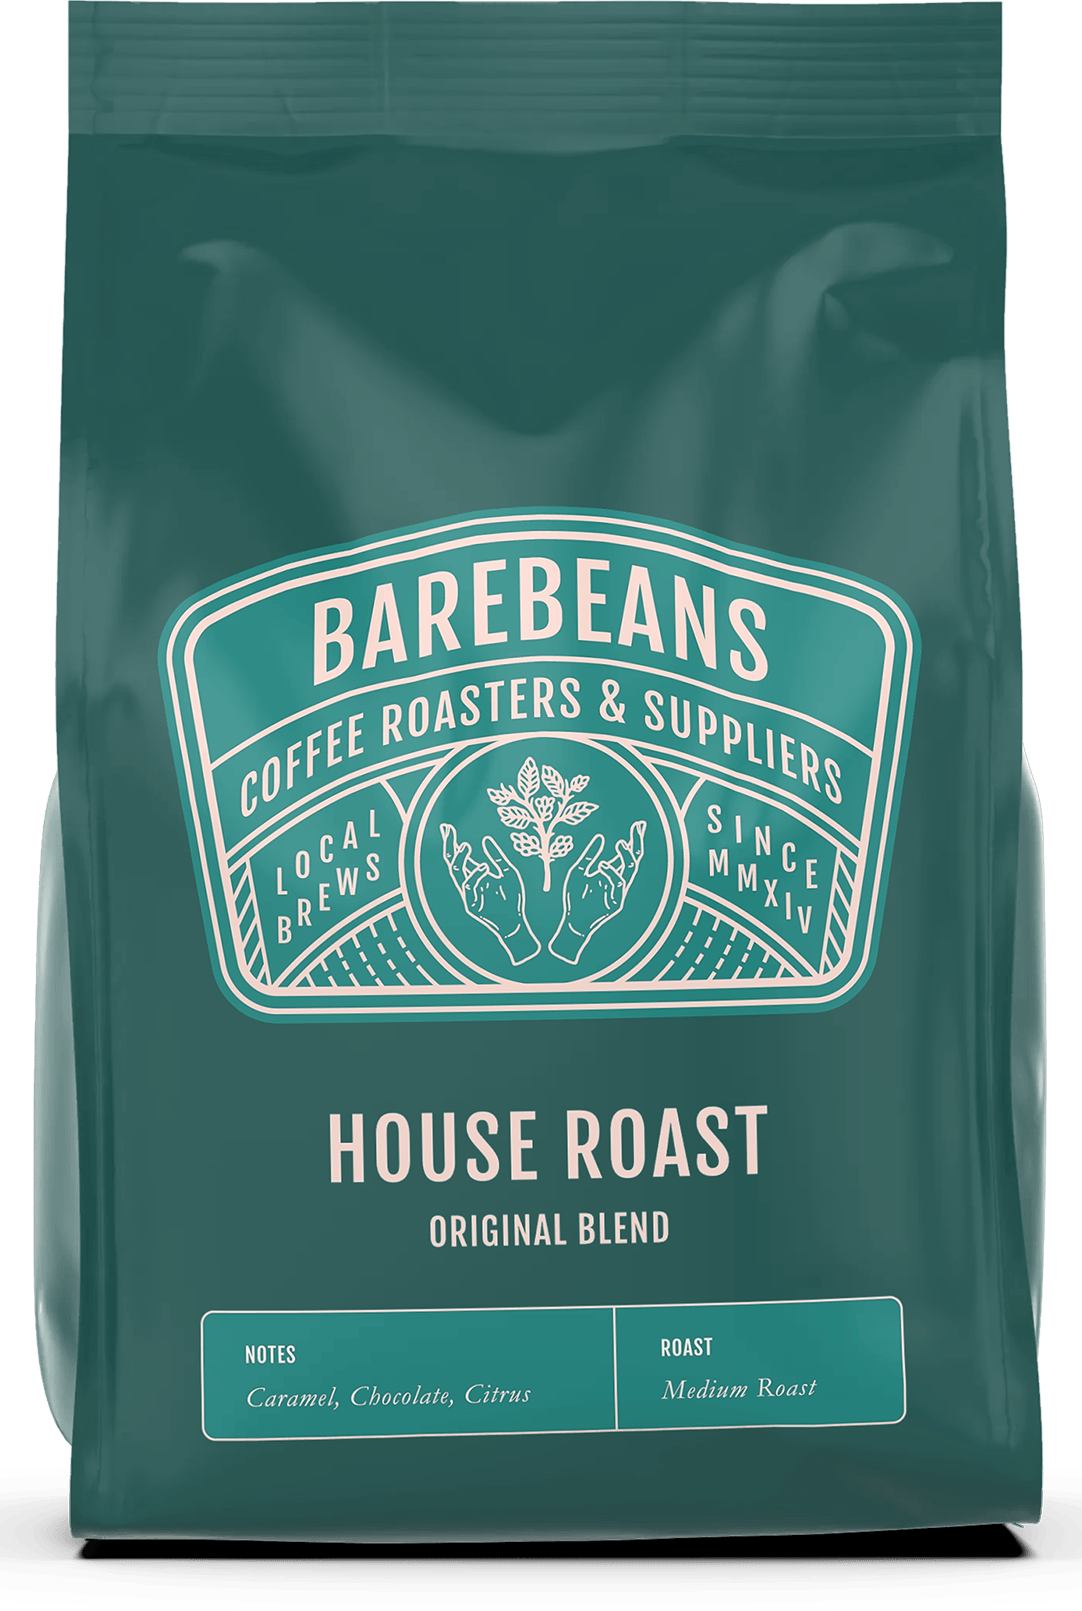 BAREBEANS
COFFEE ROASTERS & SUPPLIERS
LOCAL
BREWS
SINCE
MMXIV
HOUSE ROAST
ORIGINAL BLEND
NOTES
Caramel, Chocolate, Citrus
ROAST
Medium Roast